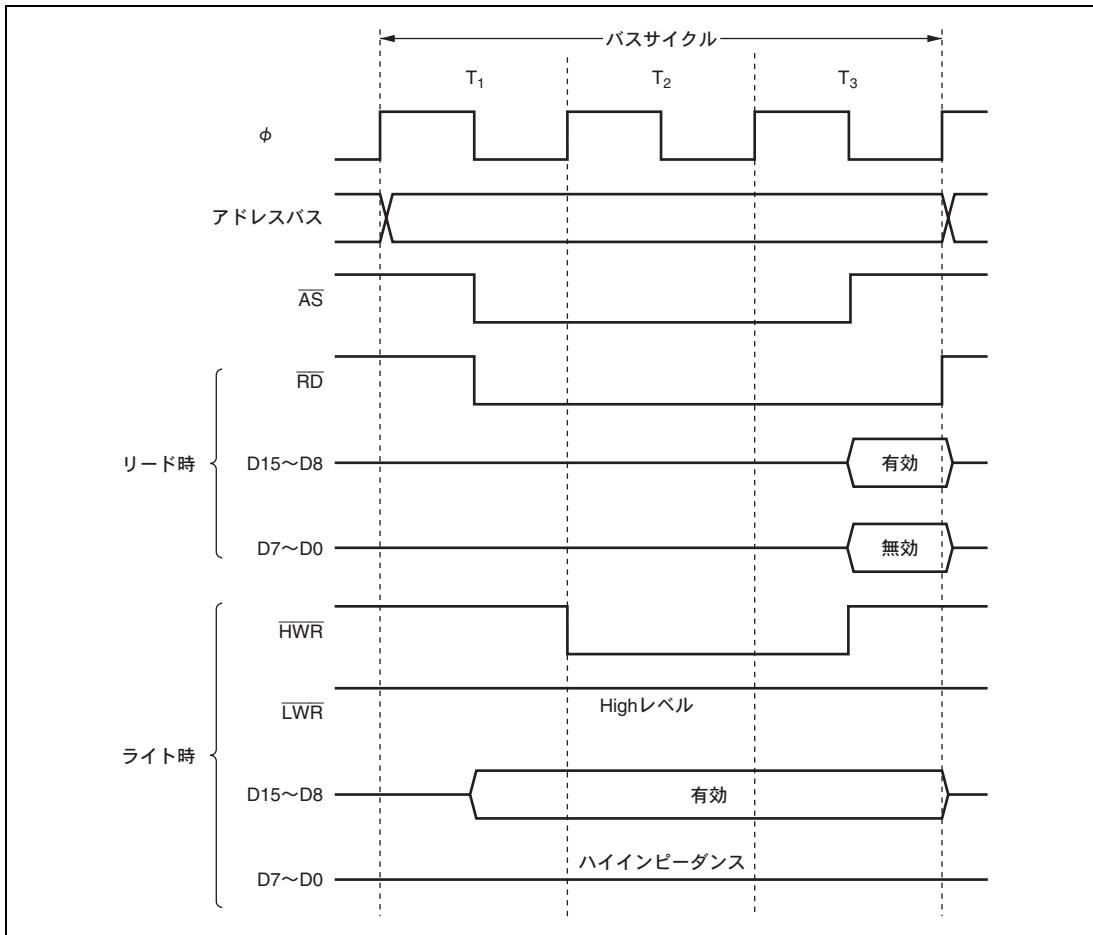 バスサイクル
T1 T2 T3
φ
アドレスバス
AS
RD
リード時
D15～D8 有効
D7～D0 無効
HWR
LWR Highレベル
ライト時
D15～D8 有効
D7～D0 ハイインピーダンス